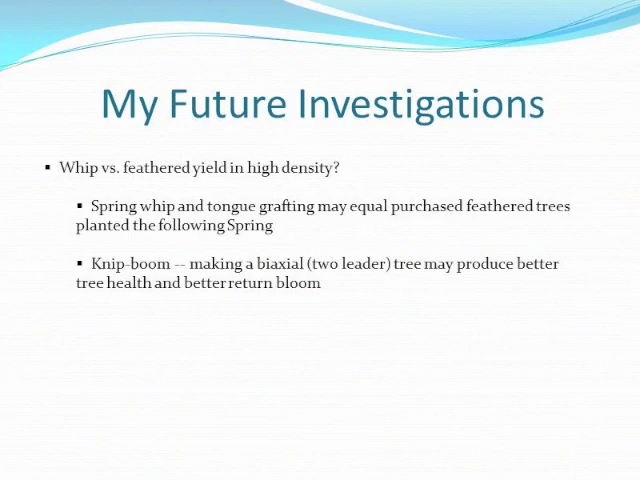 My Future Investigations
▪ Whip vs. feathered yield in high density?
▪ Spring whip and tongue grafting may equal purchased feathered trees
planted the following Spring
▪ Knip-boom -- making a biaxial (two leader) tree may produce better
tree health and better return bloom